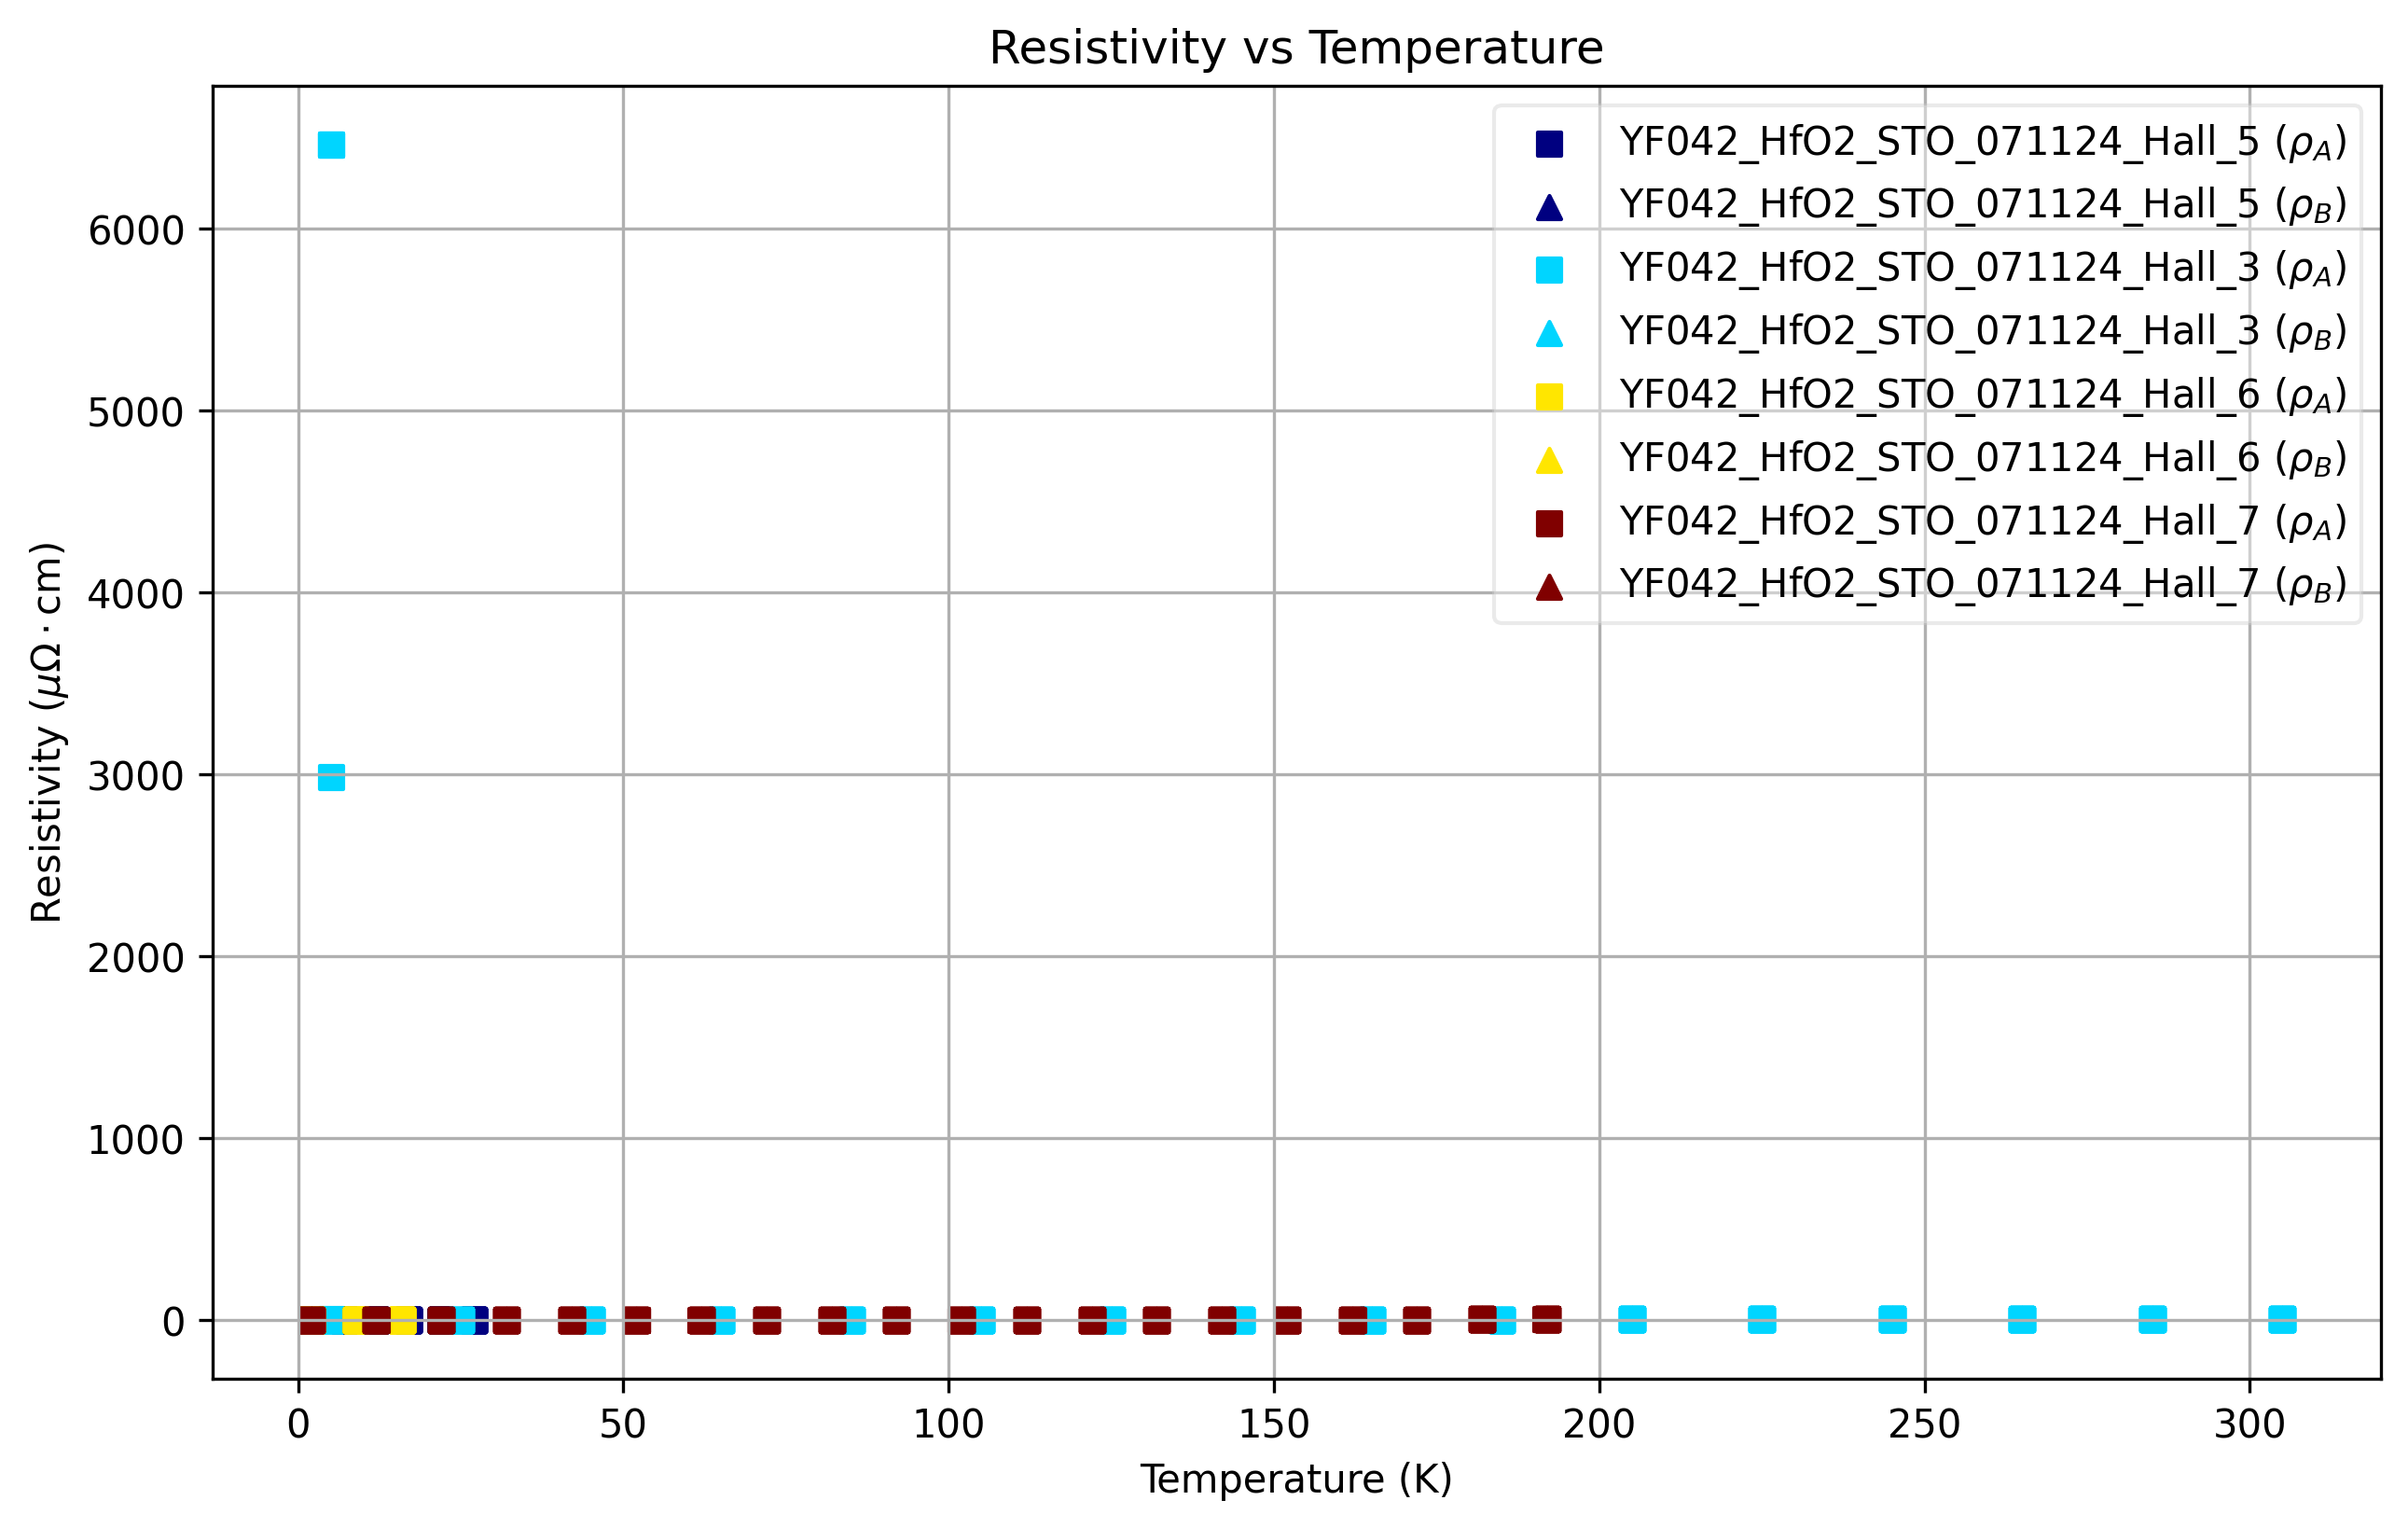 Resistivity vs Temperature
YF042_HfO2_STO_071124_Hall_5 (ρA)
YF042_HfO2_STO_071124_Hall_5 (ρB)
YF042_HfO2_STO_071124_Hall_3 (ρA)
YF042_HfO2_STO_071124_Hall_3 (ρB)
YF042_HfO2_STO_071124_Hall_6 (ρA)
YF042_HfO2_STO_071124_Hall_6 (ρB)
YF042_HfO2_STO_071124_Hall_7 (ρA)
YF042_HfO2_STO_071124_Hall_7 (ρB)
Resistivity (μΩ·cm)
6000
5000
4000
3000
2000
1000
0
0 50 100 150 200 250 300
Temperature (K)